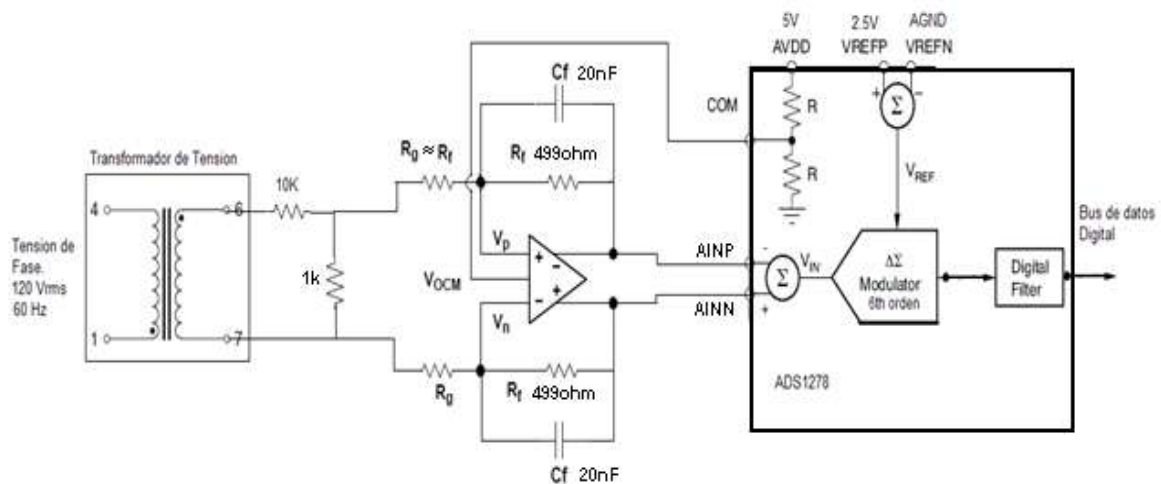 5V
AVDD
2.5V
VREFP
AGND
VREFN
Cf 20nF
COM
R
Σ
Transformador de Tension
Rg ≈ Rf
Rf 499ohm
R
VREF
10K
4
6
Bus de datos
Digital
Tension de
Fase.
120 Vrms
60 Hz
1k
Vp
VOCM
Vn
AINP
AINN
Σ
VIN
ΔΣ
Modulator
6th orden
Digital
Filter
1
7
Rg
Rf 499ohm
ADS1278
Cf 20nF